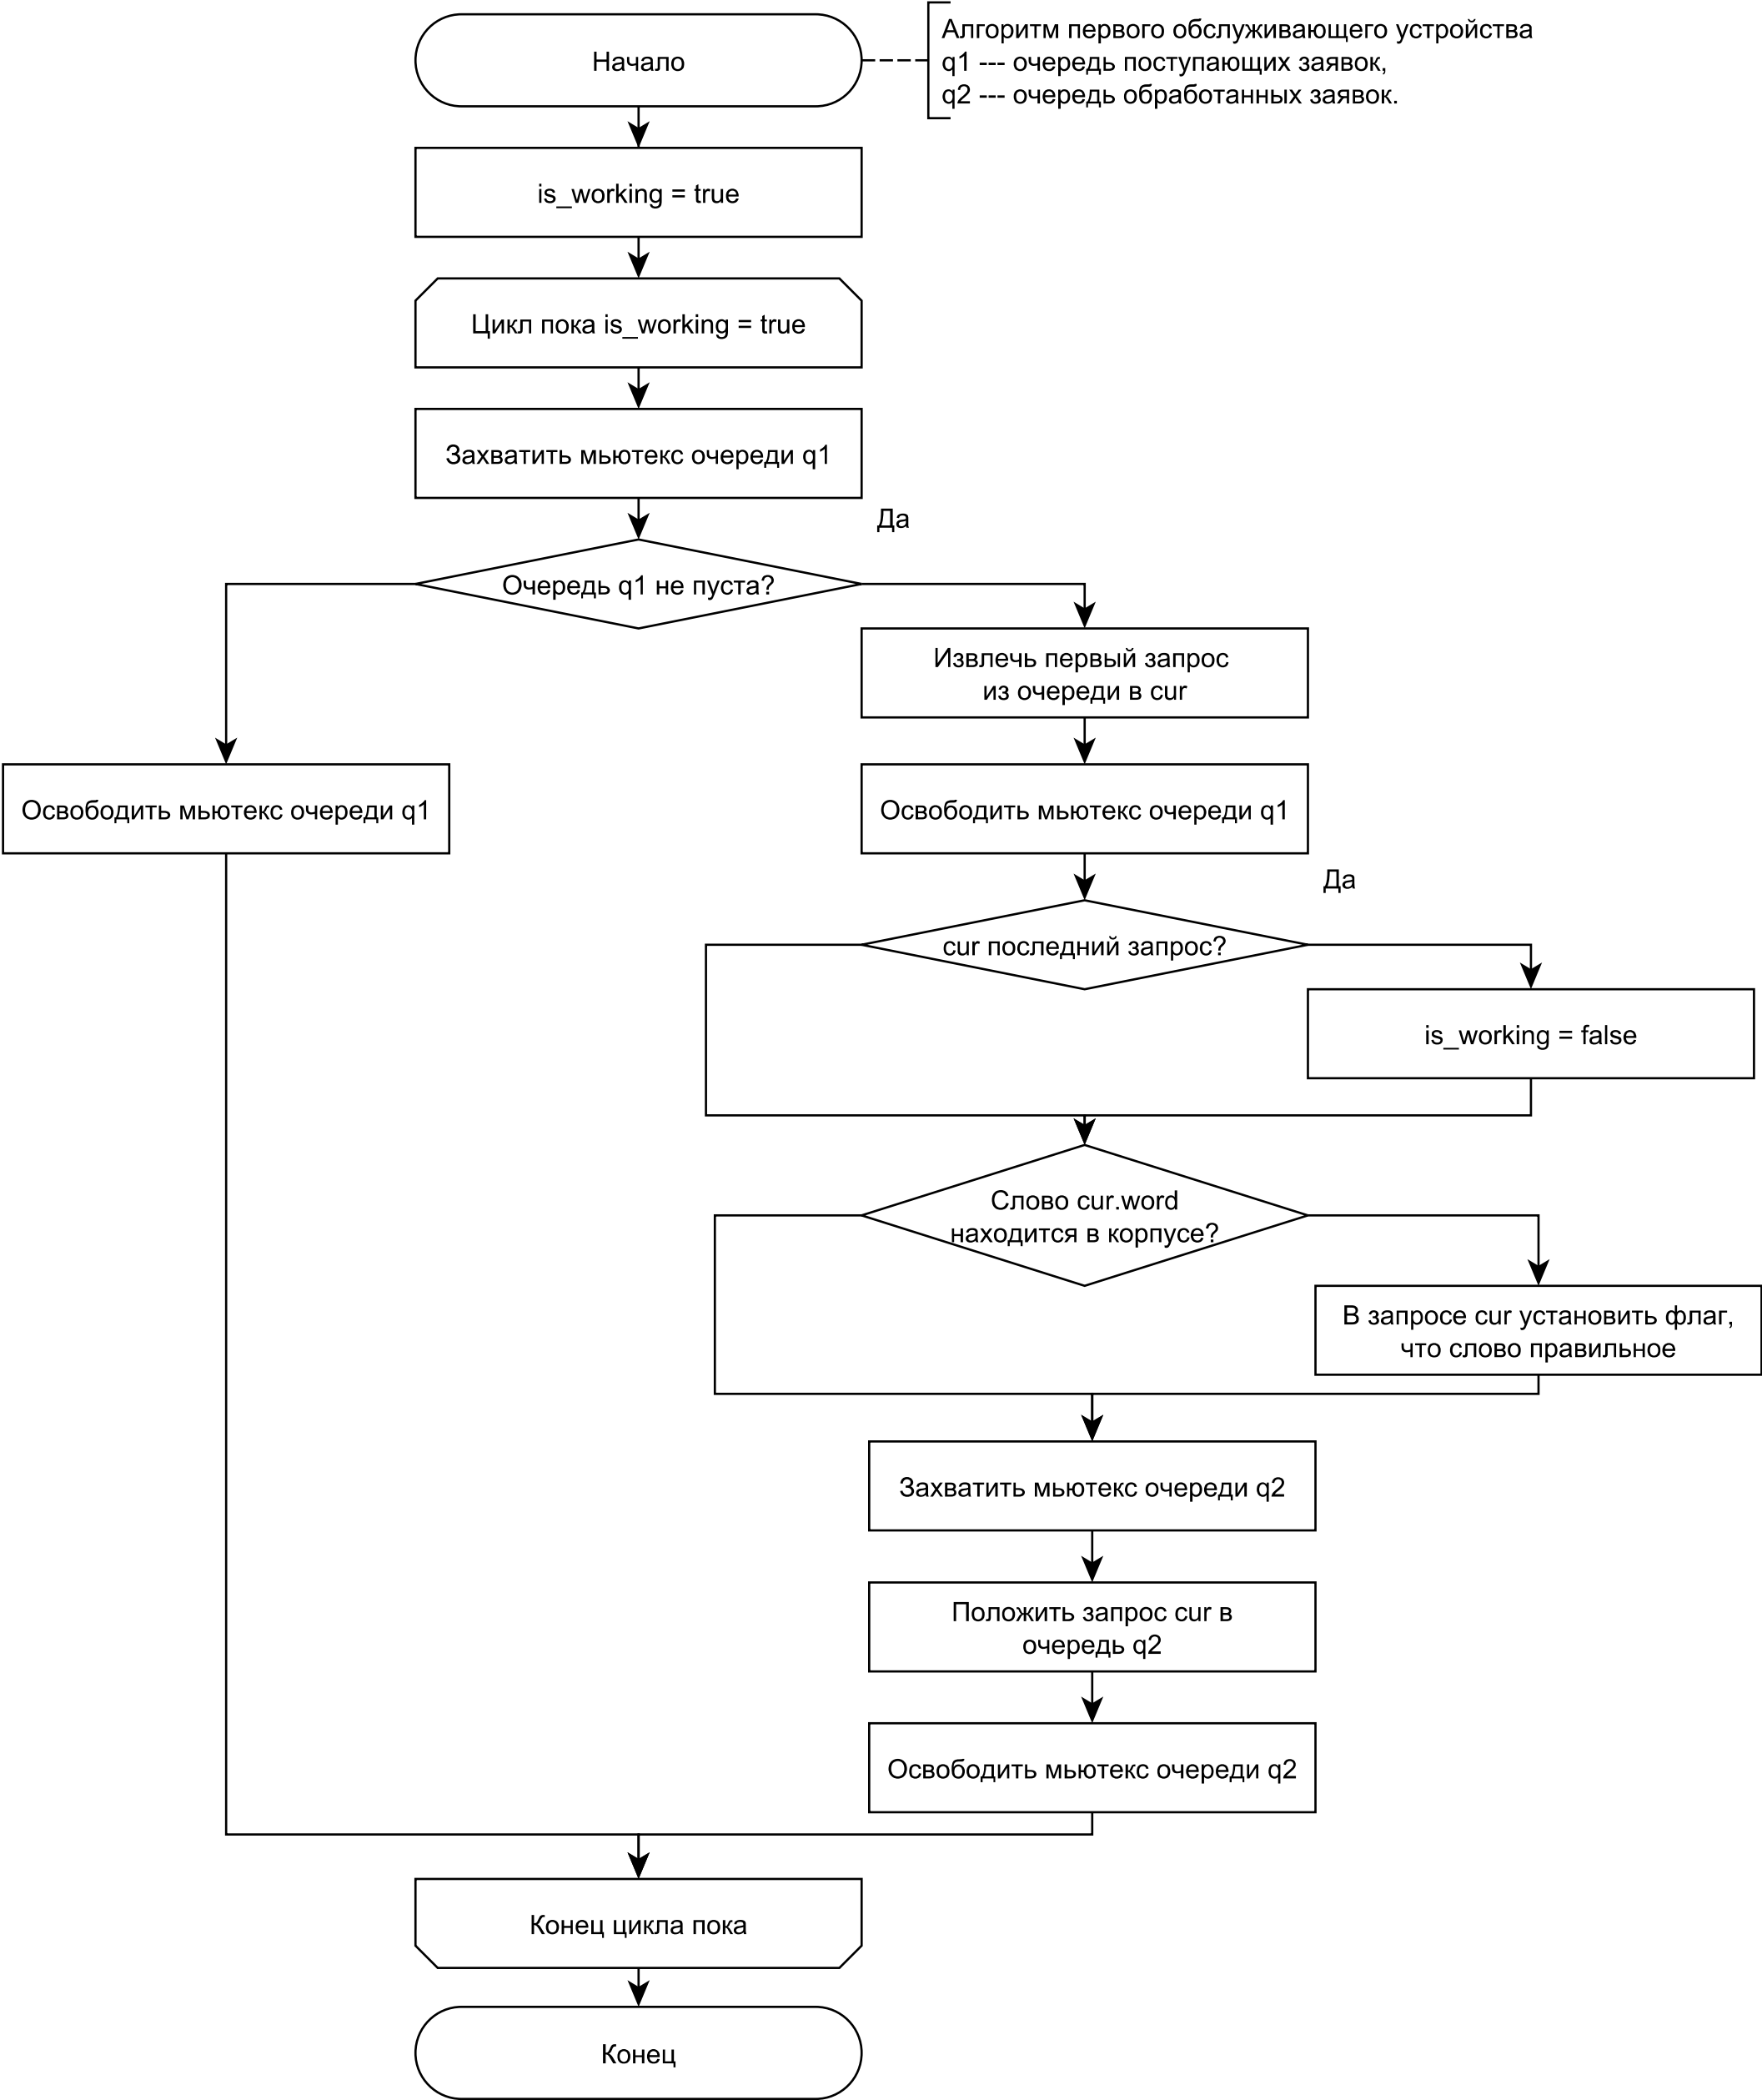 Начало
Алгоритм первого обслуживающего устройства
q1 --- очередь поступающих заявок,
q2 --- очередь обработанных заявок.
is_working = true
Цикл пока is_working = true
Захватить мьютекс очереди q1
Да
Очередь q1 не пуста?
Извлечь первый запрос
из очереди в cur
Освободить мьютекс очереди q1
Освободить мьютекс очереди q1
Да
cur последний запрос?
is_working = false
Слово cur.word
находится в корпусе?
В запросе cur установить флаг,
что слово правильное
Захватить мьютекс очереди q2
Положить запрос cur в
очередь q2
Освободить мьютекс очереди q2
Конец цикла пока
Конец